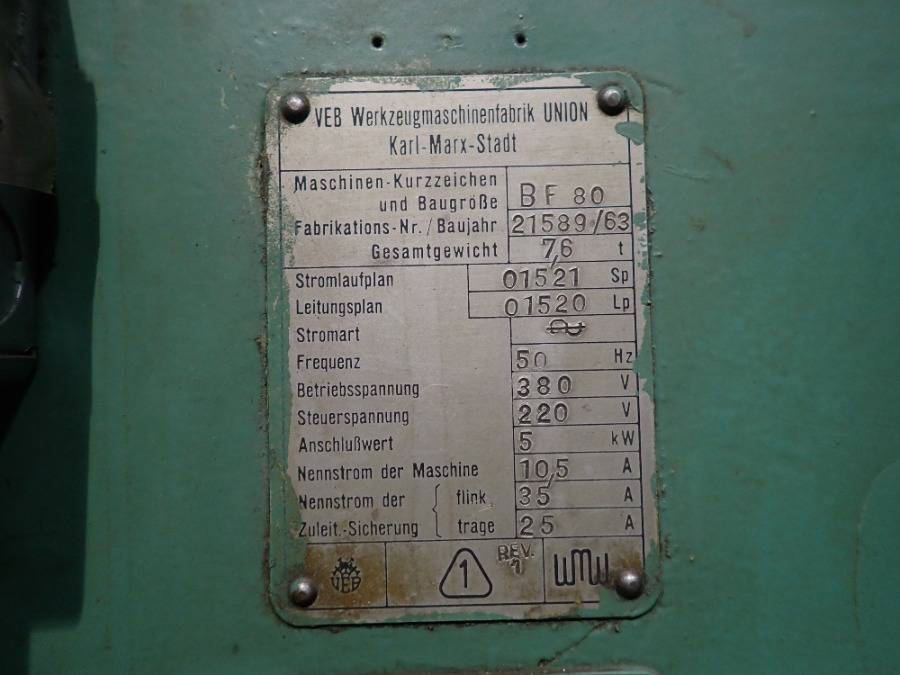 VEB Werkzeugmaschinenfabrik UNION
Karl-Marx-Stadt
Maschinen-Kurzzeichen
und Baugröße BF 80
Fabrikations-Nr./Baujahr 21589/63
Gesamtgewicht 7,6 t
Stromlaufplan 01521 Sp
Leitungsplan 01520 Lp
Stromart
Frequenz 50 Hz
Betriebsspannung 380 V
Steuerspannung 220 V
Anschlußwert 5 kW
Nennstrom der Maschine 10,5 A
Nennstrom der flink 35 A
Zuleit.-Sicherung träge 25 A
VEB 1 REV. 1 WMW